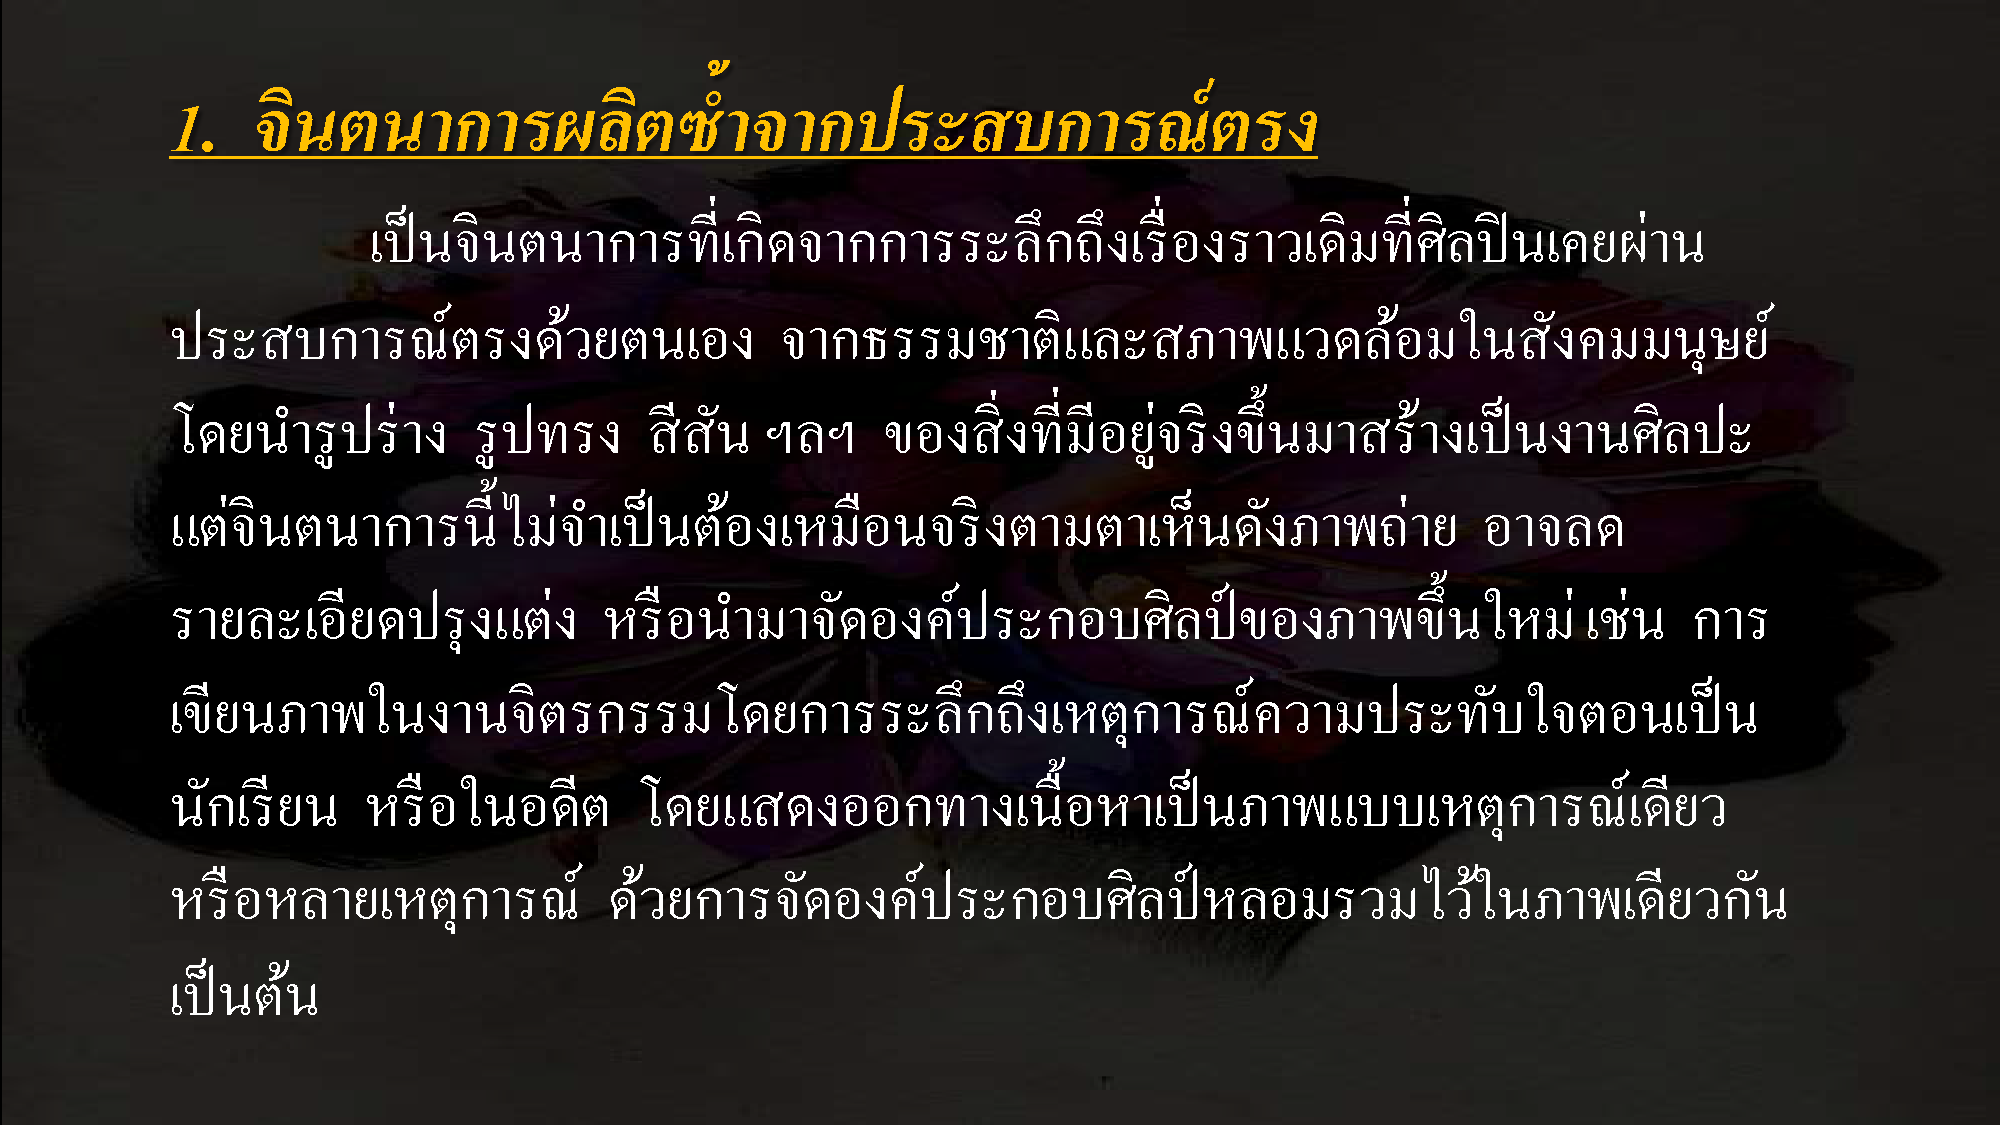 1. จินตนาการผลิตซ้ำจากประสบการณ์ตรง
เป็นจินตนาการที่เกิดจากการระลึกถึงเรื่องราวเดิมที่ศิลปินเคยผ่าน
ประสบการณ์ตรงด้วยตนเอง จากธรรมชาติและสภาพแวดล้อมในสังคมมนุษย์
โดยนำรูปร่าง รูปทรง สีสัน ฯลฯ ของสิ่งที่มีอยู่จริงขึ้นมาสร้างเป็นงานศิลปะ
แต่จินตนาการนี้ไม่จำเป็นต้องเหมือนจริงตามตาเห็นดังภาพถ่าย อาจลด
รายละเอียดปรุงแต่ง หรือนำมาจัดองค์ประกอบศิลป์ของภาพขึ้นใหม่ เช่น การ
เขียนภาพในงานจิตรกรรมโดยการระลึกถึงเหตุการณ์ความประทับใจตอนเป็น
นักเรียน หรือในอดีต โดยแสดงออกทางเนื้อหาเป็นภาพแบบเหตุการณ์เดียว
หรือหลายเหตุการณ์ ด้วยการจัดองค์ประกอบศิลป์หลอมรวมไว้ในภาพเดียวกัน
เป็นต้น